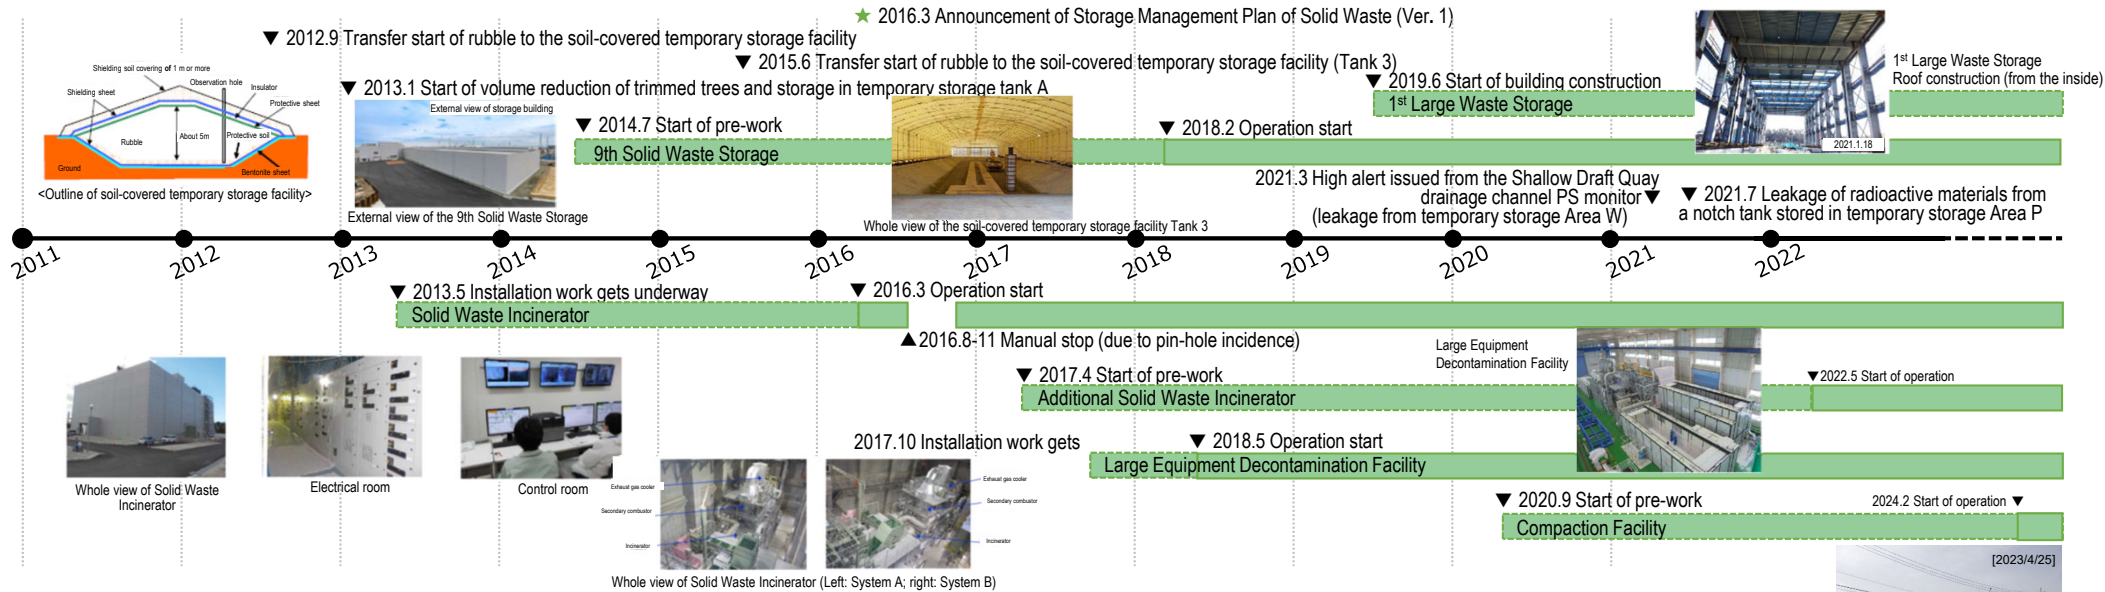 ★ 2016.3 Announcement of Storage Management Plan of Solid Waste (Ver. 1)
▼ 2012.9 Transfer start of rubble to the soil-covered temporary storage facility
▼ 2015.6 Transfer start of rubble to the soil-covered temporary storage facility (Tank 3)
▼ 2013.1 Start of volume reduction of trimmed trees and storage in temporary storage tank A
Shielding soil covering of 1 m or more
Observation hole
Shielding sheet
Insulator
Protective sheet
About 5m
Protective soil
Rubble
Ground
Bentonite sheet
<Outline of soil-covered temporary storage facility>
External view of storage building
External view of the 9th Solid Waste Storage
▼ 2014.7 Start of pre-work
9th Solid Waste Storage
▼ 2018.2 Operation start
Whole view of the soil-covered temporary storage facility Tank 3
▼ 2019.6 Start of building construction
1st Large Waste Storage
2021.1.18
1st Large Waste Storage
Roof construction (from the inside)
2021.3 High alert issued from the Shallow Draft Quay
drainage channel PS monitor ▼
(leakage from temporary storage Area W)
▼ 2021.7 Leakage of radioactive materials from
a notch tank stored in temporary storage Area P
2011
2012
2013
2014
2015
2016
2017
2018
2019
2020
2021
2022
▼ 2013.5 Installation work gets underway
Solid Waste Incinerator
▼ 2016.3 Operation start
▲ 2016.8-11 Manual stop (due to pin-hole incidence)
▼ 2017.4 Start of pre-work
Additional Solid Waste Incinerator
Large Equipment
Decontamination Facility
▼ 2022.5 Start of operation
2017.10 Installation work gets
▼ 2018.5 Operation start
Large Equipment Decontamination Facility
▼ 2020.9 Start of pre-work
Compaction Facility
2024.2 Start of operation ▼
[2023/4/25]
Whole view of Solid Waste
Incinerator
Electrical room
Control room
Exhaust gas cooler
Secondary combustor
Incinerator
Exhaust gas cooler
Secondary combustor
Incinerator
Whole view of Solid Waste Incinerator (Left: System A; right: System B)